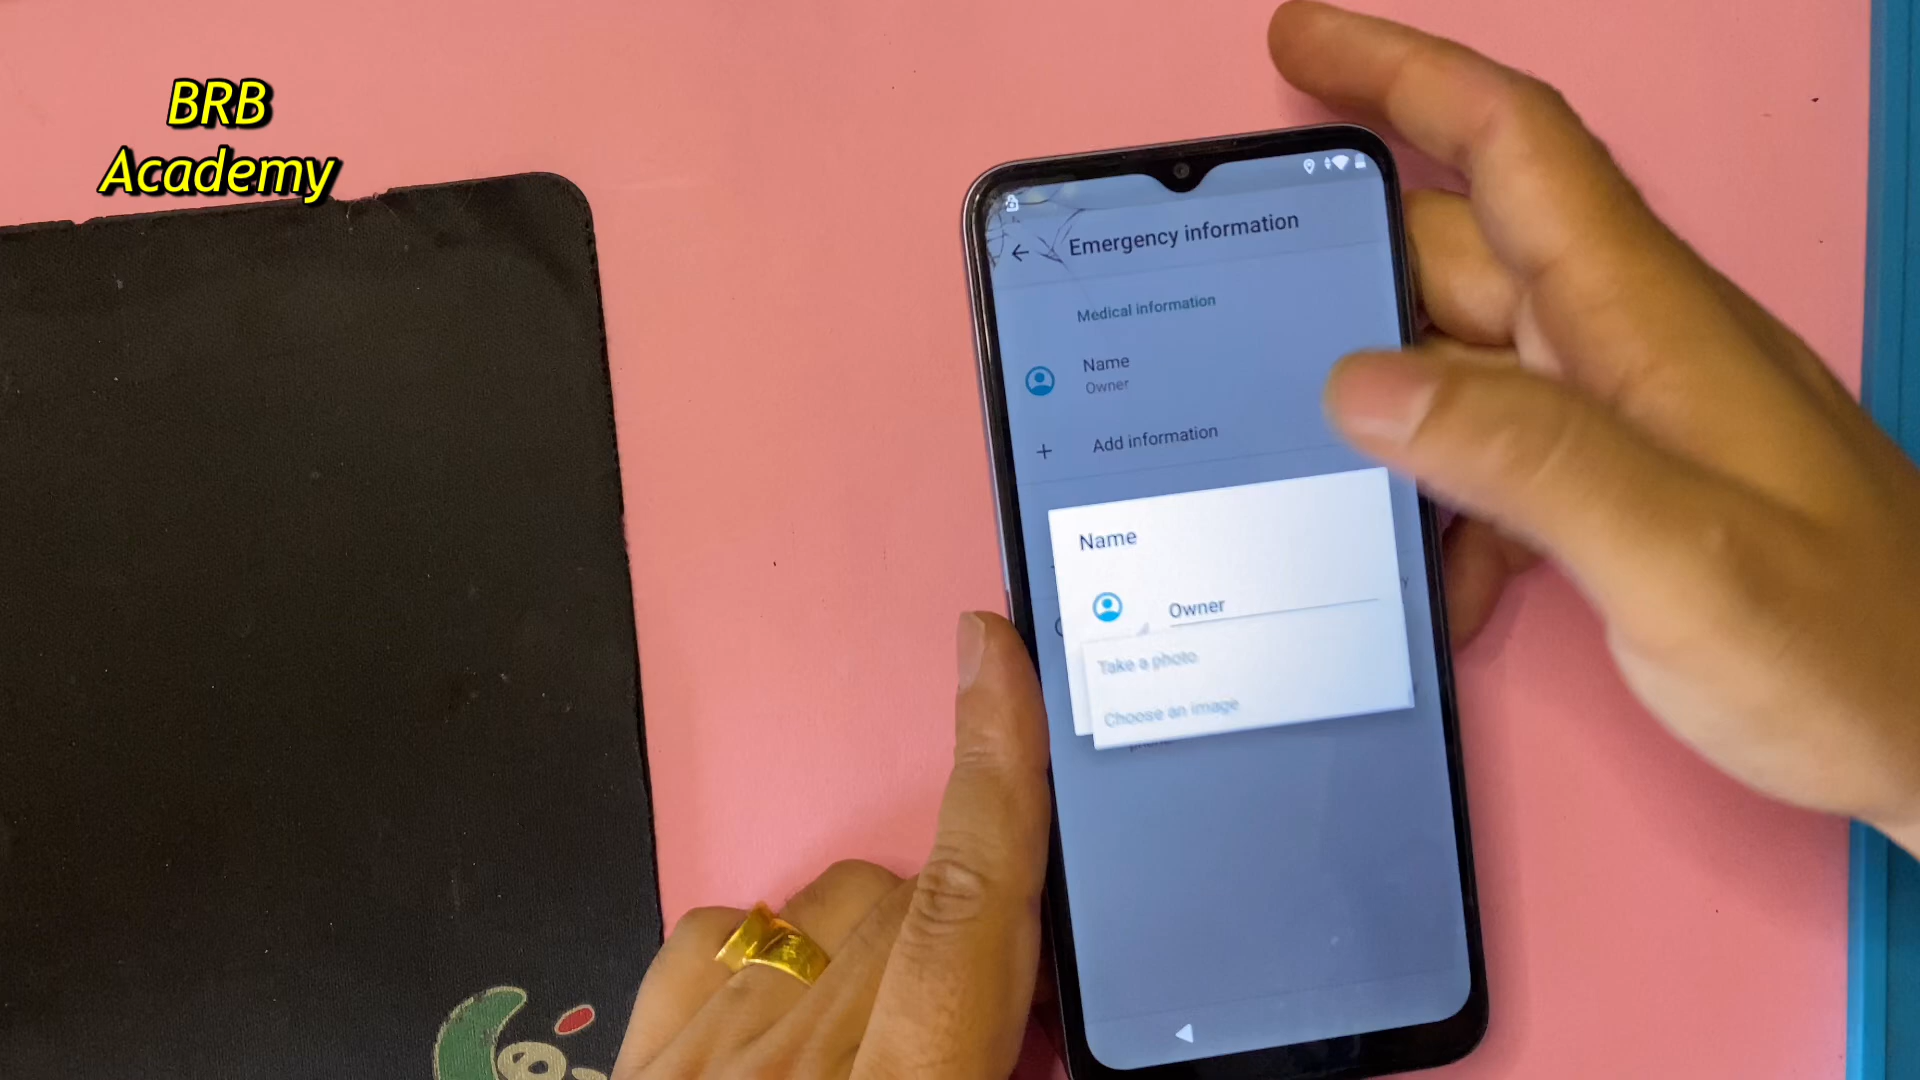 BRB
Academy
Emergency information
Medical information
Name
Owner
Add information
Name
Owner
Take a photo
Choose an image